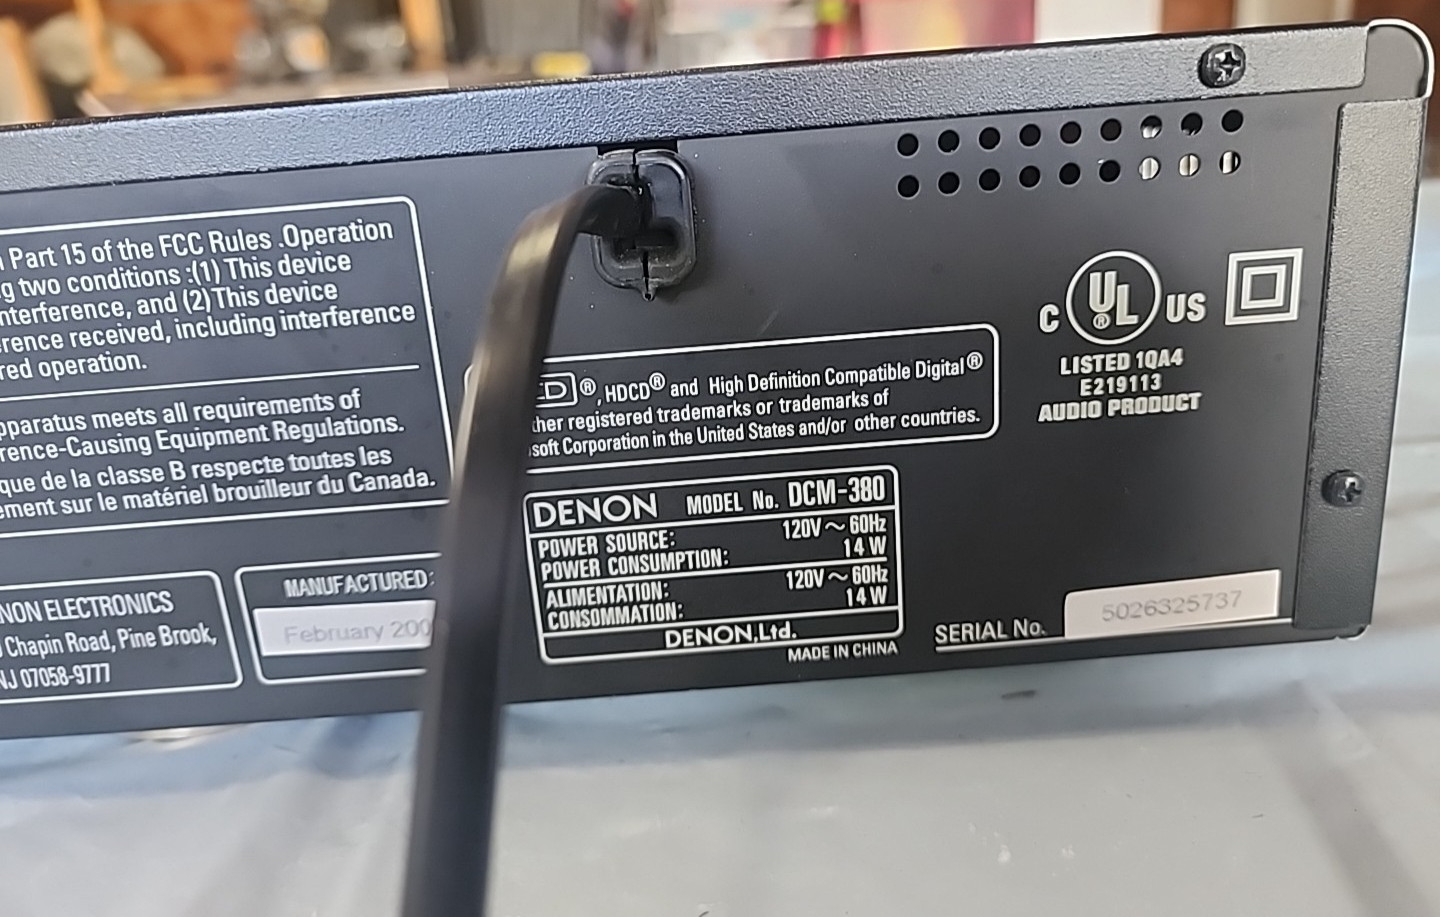 Part 15 of the FCC Rules .Operation
g two conditions :(1) This device
nterference, and (2)This device
rence received, including interference
red operation.
pparatus meets all requirements of
rence-Causing Equipment Regulations.
que de la classe B respecte toutes les
ement sur le matériel brouilleur du Canada.
NON ELECTRONICS
Chapin Road, Pine Brook,
NJ 07058-9777
MANUFACTURED:
February 200
CD®, HDCD® and High Definition Compatible Digital®
her registered trademarks or trademarks of
soft Corporation in the United States and/or other countries.
DENON MODEL No. DCM-380
POWER SOURCE: 120V~60Hz
POWER CONSUMPTION: 14W
ALIMENTATION: 120V~60Hz
CONSOMMATION: 14W
DENON,Ltd.
MADE IN CHINA
C UL® US
LISTED 1QA4
E219113
AUDIO PRODUCT
SERIAL No. 5026325737